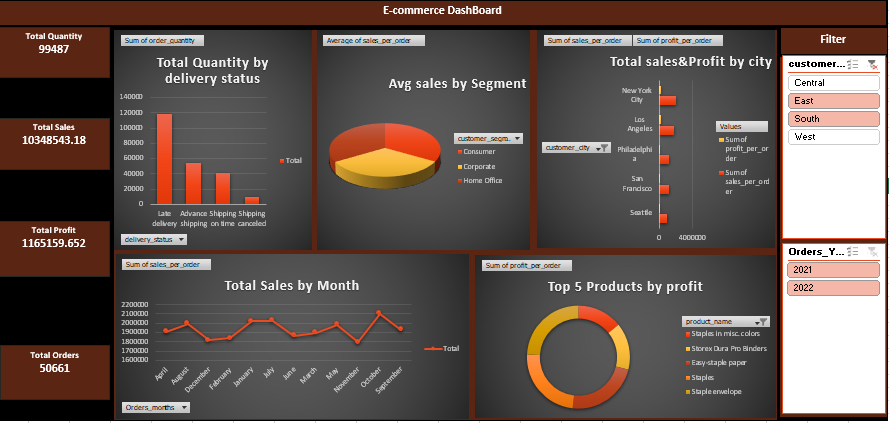 E-commerce DashBoard
Total Quantity
99487
Total Sales
10348543.18
Total Profit
1165159.652
Total Orders
50661
Sum of order_quantity
Total Quantity by
delivery status
140000
120000
100000
80000
60000
40000
20000
0
Late
delivery
Advance
shipping
Shipping
on time
Shipping
canceled
Total
delivery_status
Average of sales_per_order
Avg sales by Segment
customer_segm..
Consumer
Corporate
Home Office
Sum of sales_per_order
Sum of profit_per_order
Total sales&Profit by city
customer_city
New York
City
Los
Angeles
Philadelphi
a
San
Francisco
Seattle
0
4000000
Values
Sum of
profit_per_or
der
Sum of
sales_per_ord
er
Sum of sales_per_order
Total Sales by Month
2200000
2100000
2000000
1900000
1800000
1700000
1600000
April
August
December
February
January
July
June
March
May
November
October
September
Total
Orders_months
Sum of profit_per_order
Top 5 Products by profit
product_name
Staples in misc. colors
Storex Dura Pro Binders
Easy-staple paper
Staples
Staple envelope
Filter
customer...
Central
East
South
West
Orders_Y...
2021
2022